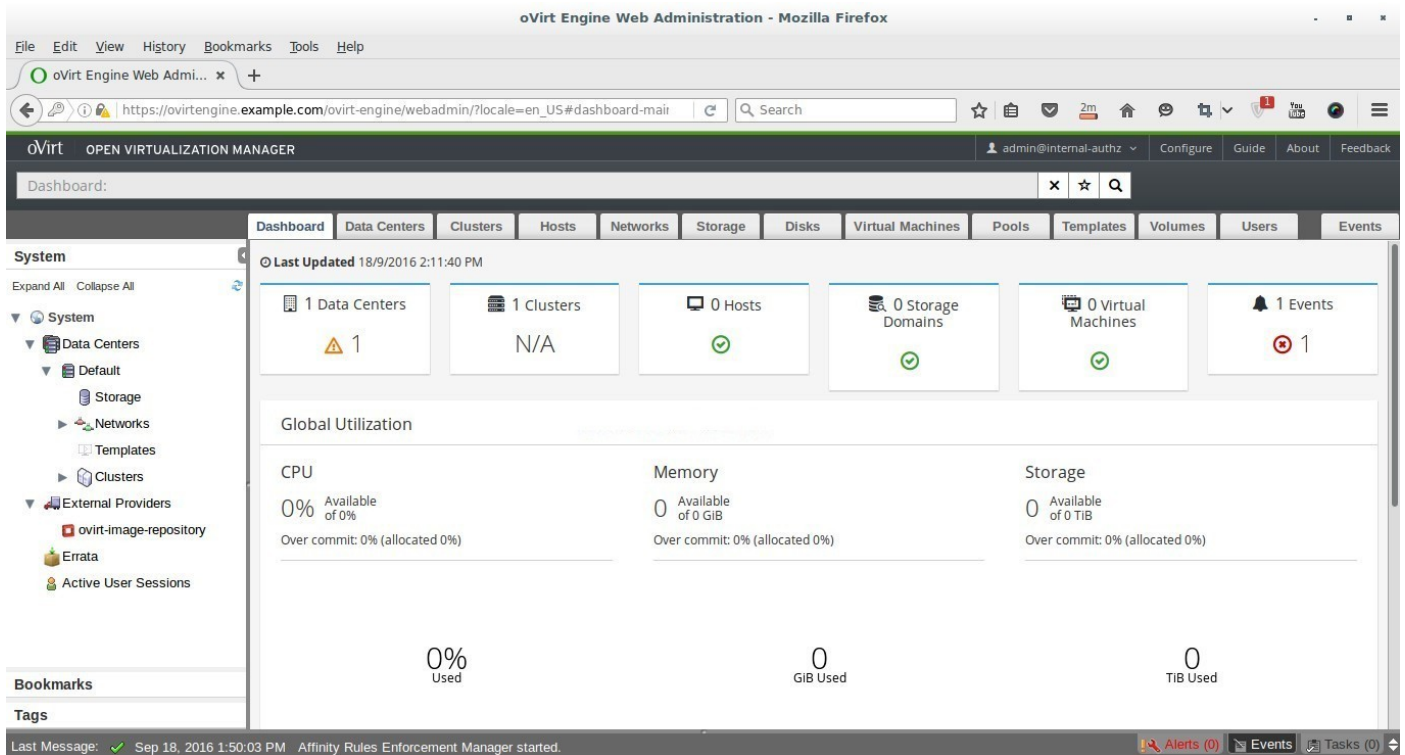 oVirt Engine Web Administration - Mozilla Firefox
File Edit View History Bookmarks Tools Help
oVirt Engine Web Admi...
https://ovirtengine.example.com/ovirt-engine/webadmin/?locale=en_US#dashboard-mair
Search
2m
1
You Tube
oVirt OPEN VIRTUALIZATION MANAGER
admin@internal-authz Configure Guide About Feedback
Dashboard:
Dashboard Data Centers Clusters Hosts Networks Storage Disks Virtual Machines Pools Templates Volumes Users Events
System
Expand All Collapse All
System
Data Centers
Default
Storage
Networks
Templates
Clusters
External Providers
ovirt-image-repository
Errata
Active User Sessions
Bookmarks
Tags
Last Updated 18/9/2016 2:11:40 PM
1 Data Centers
1
1 Clusters
N/A
0 Hosts
0 Storage
Domains
0 Virtual
Machines
1 Events
1
Global Utilization
CPU
0% Available
of 0%
Over commit: 0% (allocated 0%)
0%
Used
Memory
0 Available
of 0 GiB
Over commit: 0% (allocated 0%)
0
GiB Used
Storage
0 Available
of 0 TiB
Over commit: 0% (allocated 0%)
0
TiB Used
Last Message: Sep 18, 2016 1:50:03 PM Affinity Rules Enforcement Manager started.
Alerts (0) Events Tasks (0)